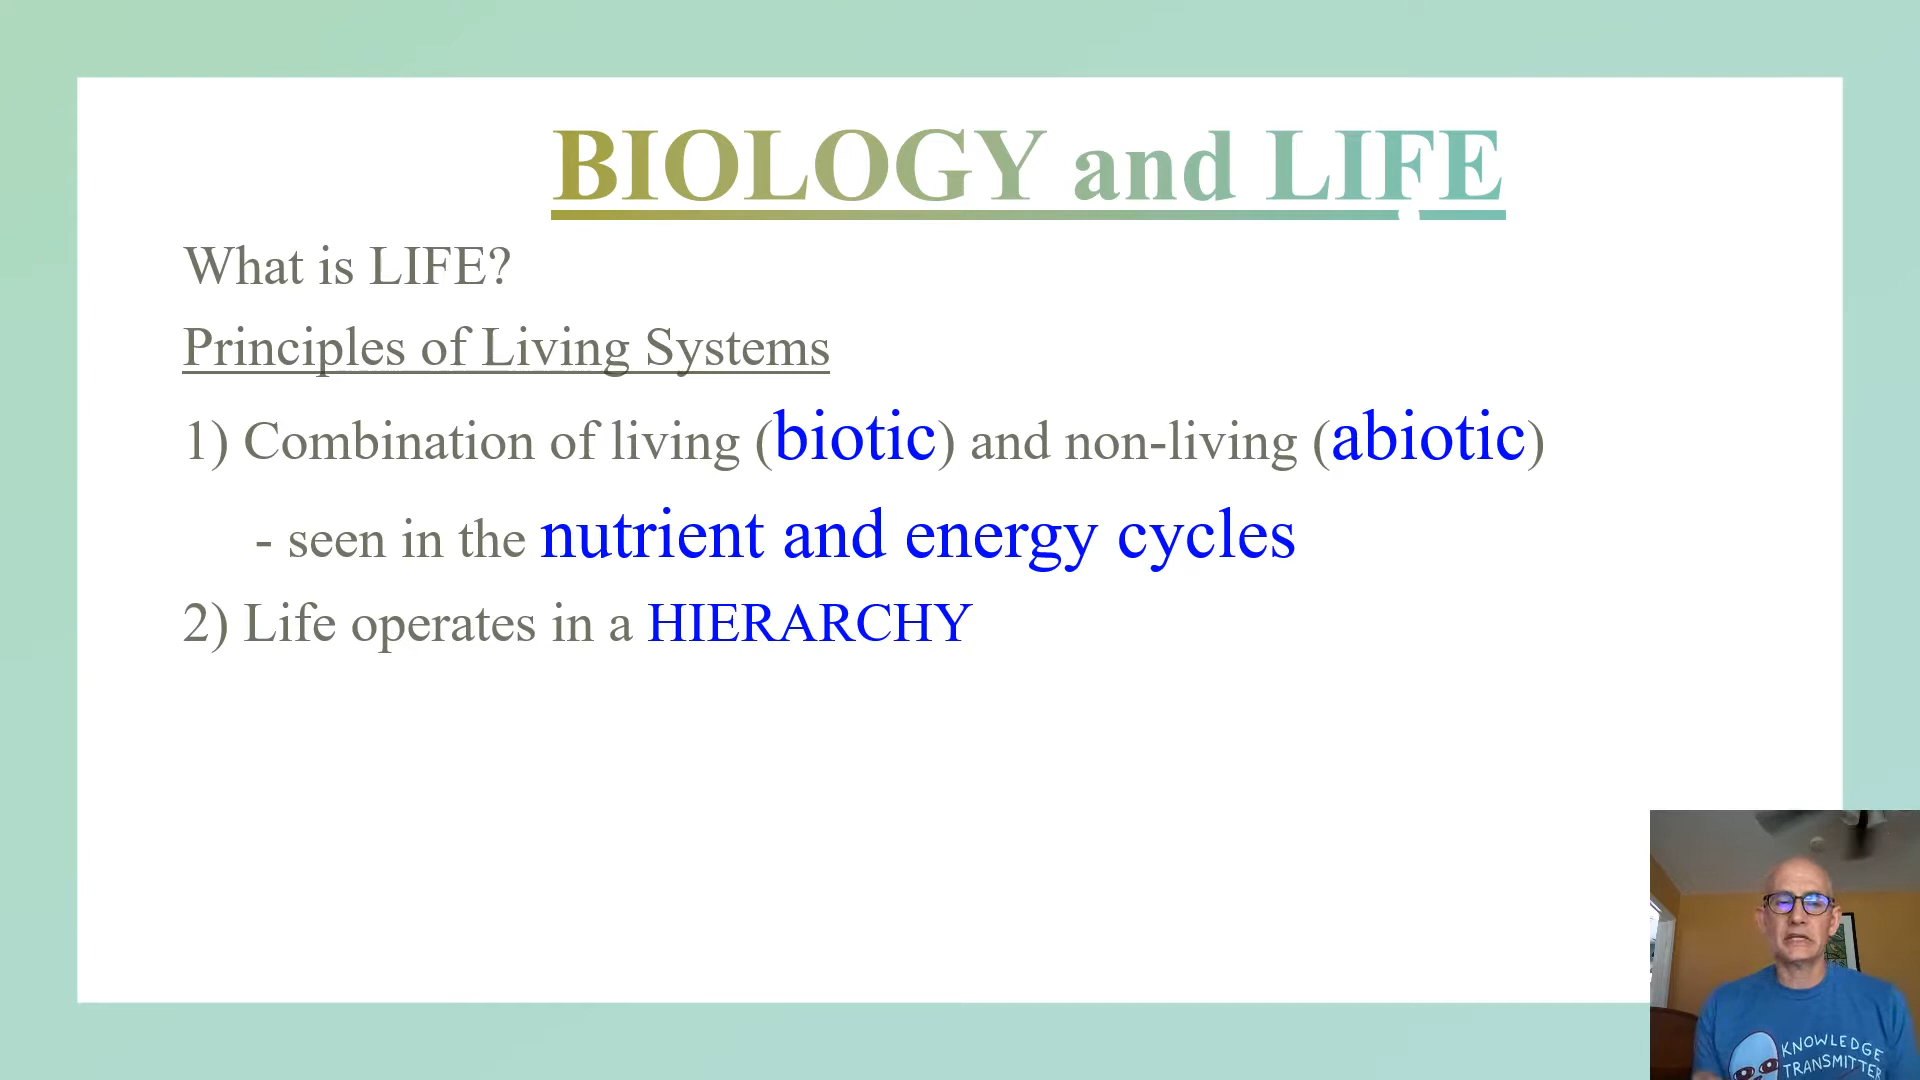 BIOLOGY and LIFE
What is LIFE?
Principles of Living Systems
1) Combination of living (biotic) and non-living (abiotic)
- seen in the nutrient and energy cycles
2) Life operates in a HIERARCHY
KNOWLEDGE
TRANSMITTER